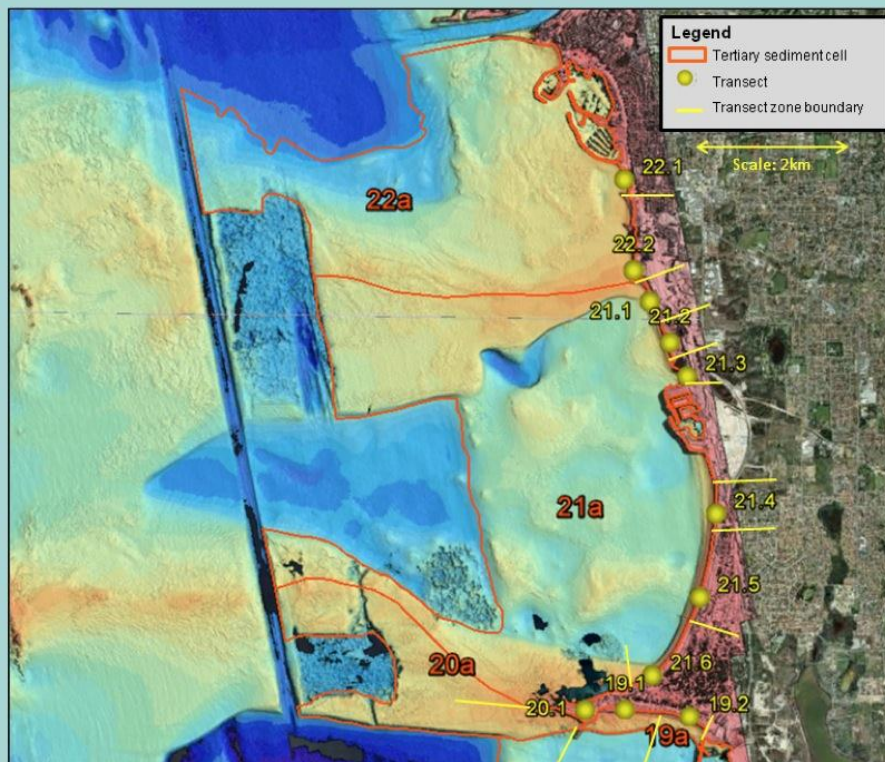 Legend
Tertiary sediment cell
Transect
Transect zone boundary
Scale: 2km
22.1
22a
22.2
21.1
21.2
21.3
21a
21.4
21.5
20a
21.6
19.1
20.1
19.2
19a